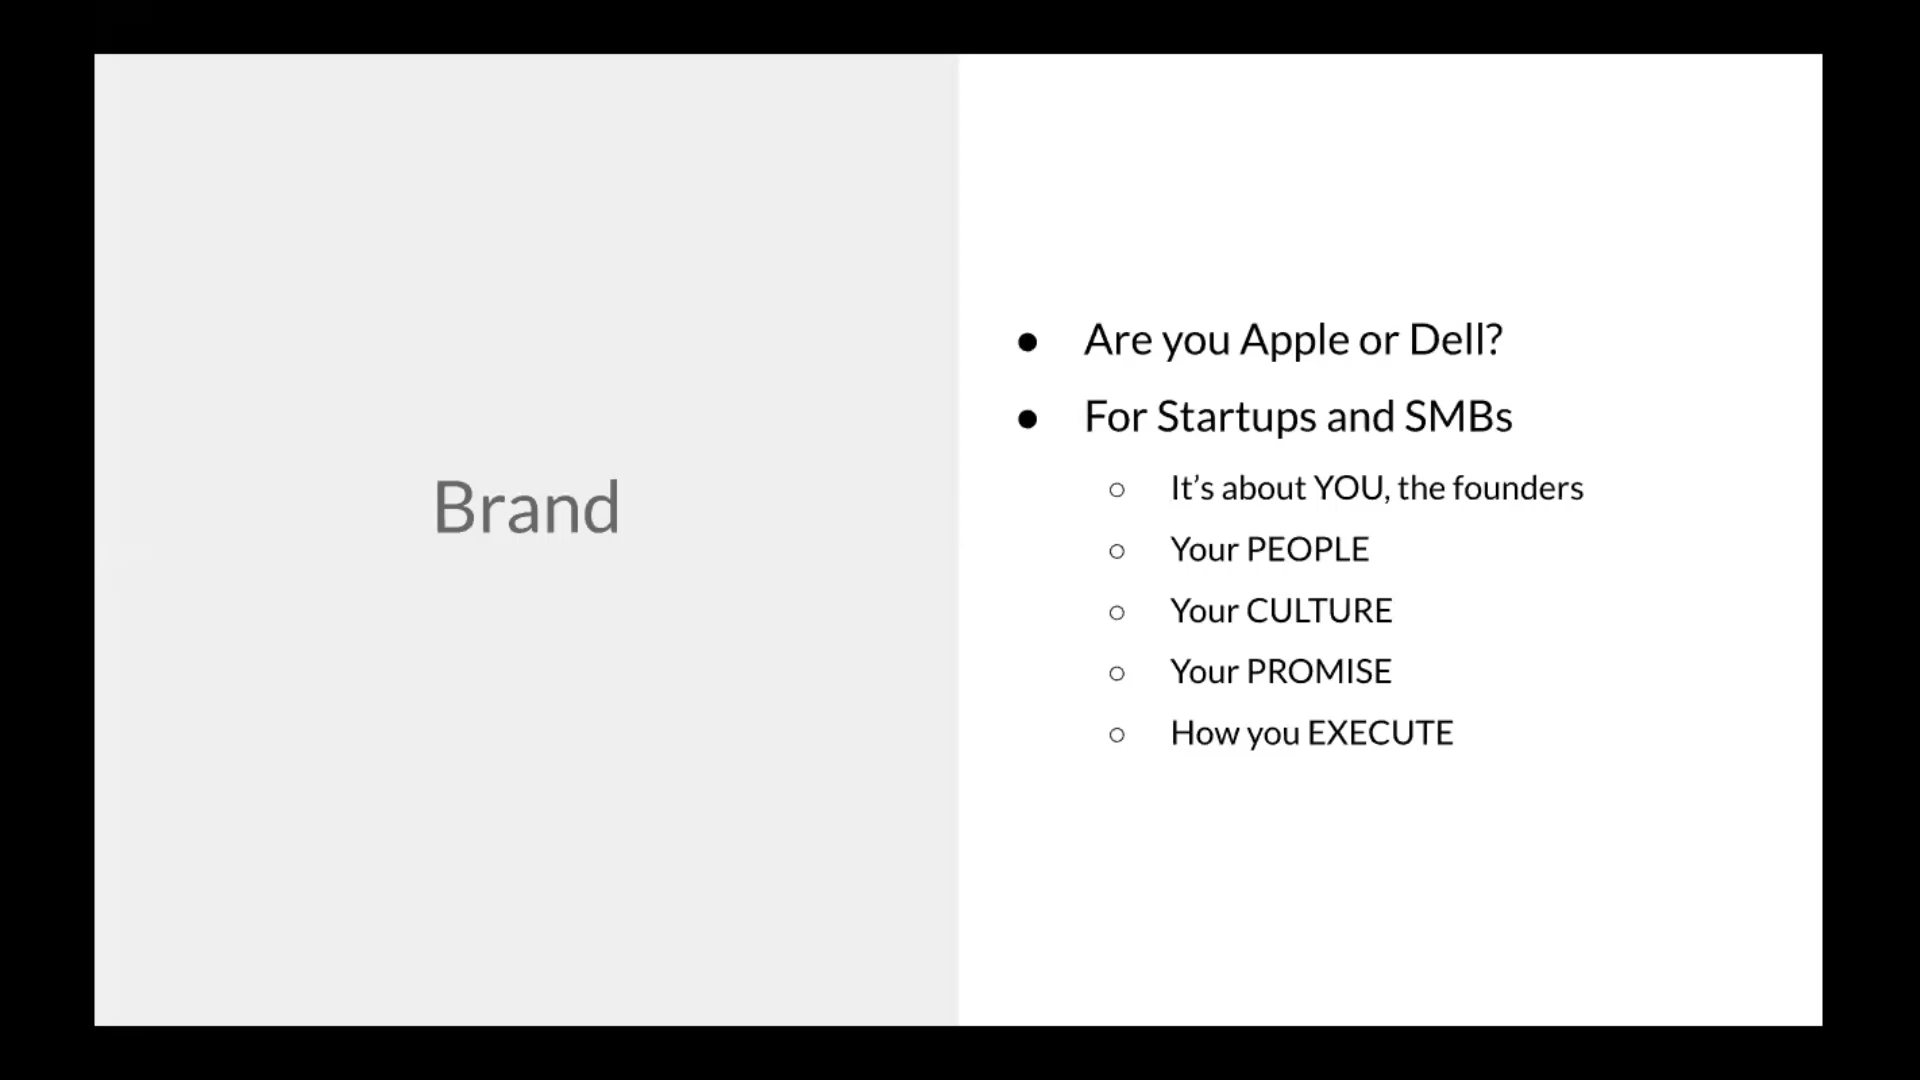 Brand
● Are you Apple or Dell?
● For Startups and SMBs
○ It’s about YOU, the founders
○ Your PEOPLE
○ Your CULTURE
○ Your PROMISE
○ How you EXECUTE